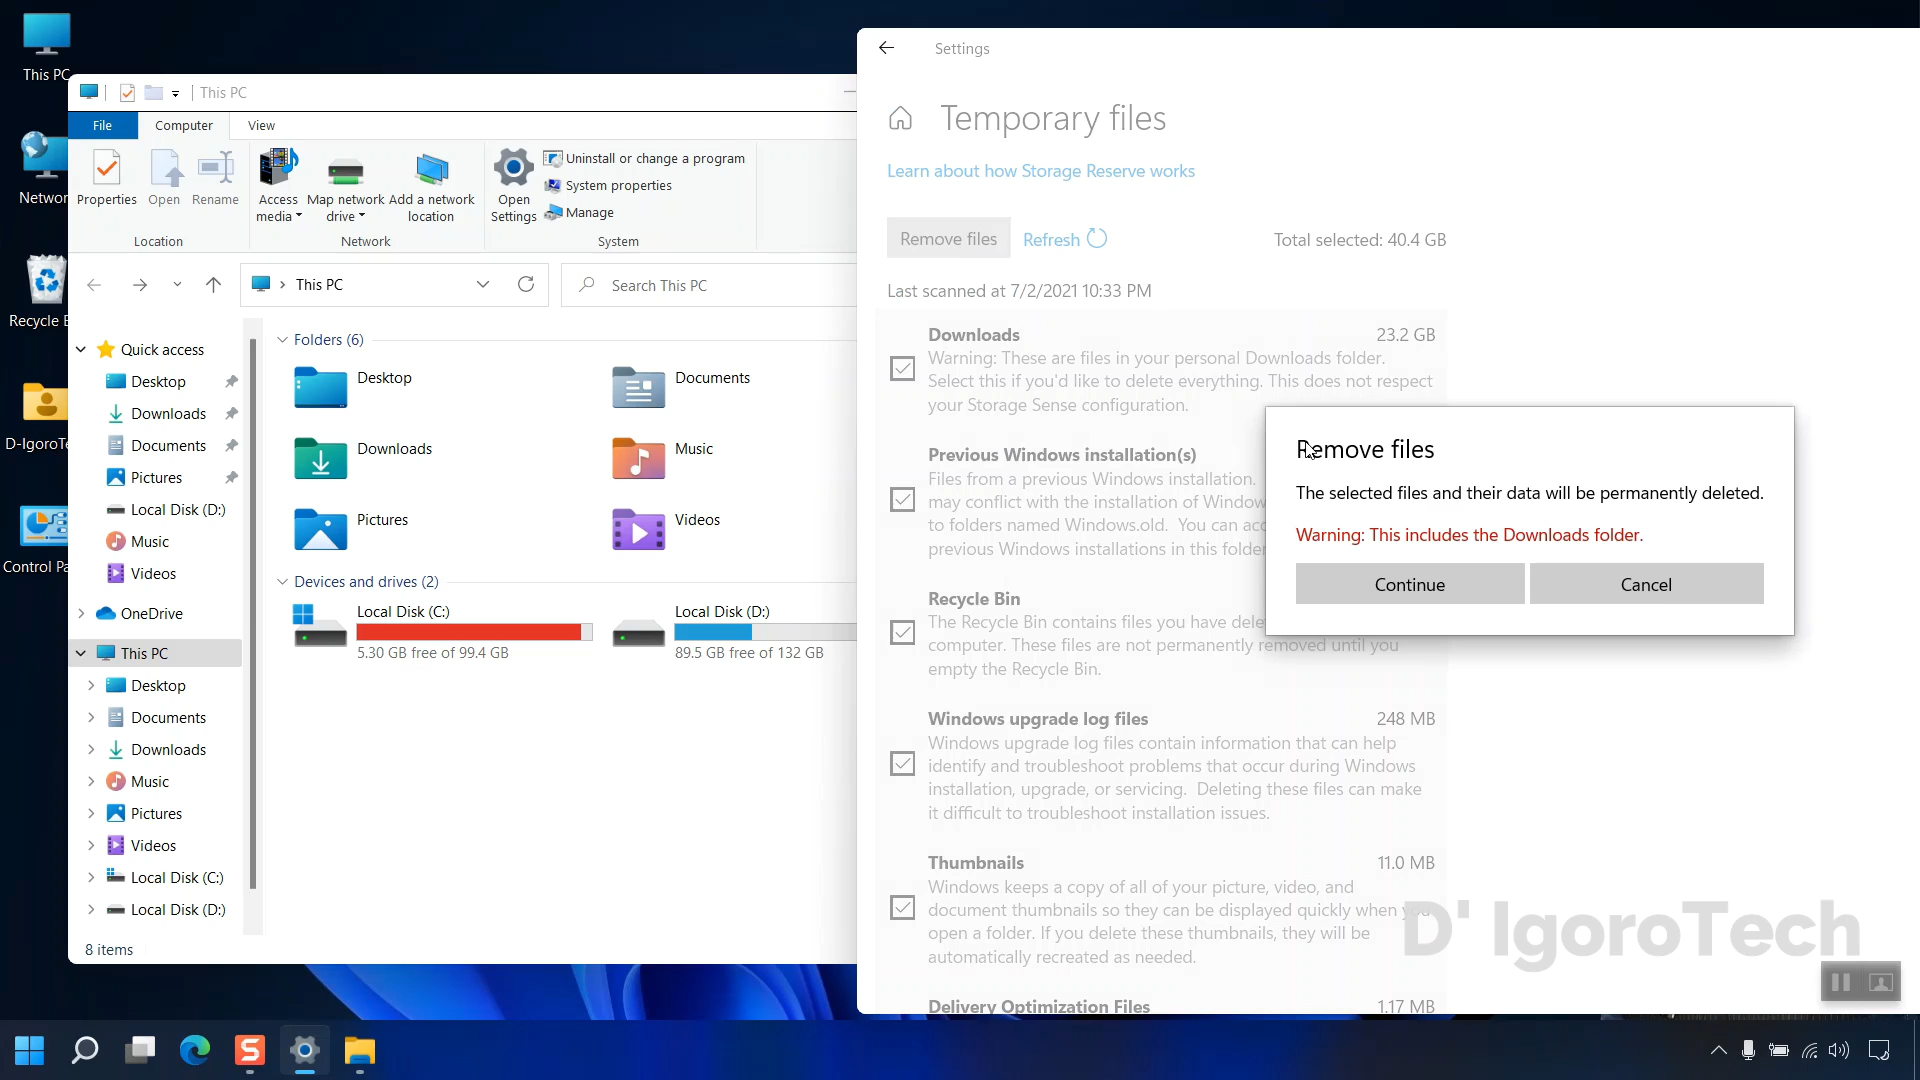 This PC
Network
Recycle B
D-IgoroTe
Control Pa
This PC
File
Computer
View
Properties
Open
Rename
Access
media
Map network
drive
Add a network
location
Open
Settings
Uninstall or change a program
System properties
Manage
Location
Network
System
This PC
Search This PC
Quick access
Desktop
Downloads
Documents
Pictures
Local Disk (D:)
Music
Videos
OneDrive
This PC
Desktop
Documents
Downloads
Music
Pictures
Videos
Local Disk (C:)
Local Disk (D:)
8 items
Folders (6)
Desktop
Documents
Downloads
Music
Pictures
Videos
Devices and drives (2)
Local Disk (C:)
5.30 GB free of 99.4 GB
Local Disk (D:)
89.5 GB free of 132 GB
Settings
Temporary files
Learn about how Storage Reserve works
Remove files
Refresh
Total selected: 40.4 GB
Last scanned at 7/2/2021 10:33 PM
Downloads 23.2 GB
Warning: These are files in your personal Downloads folder.
Select this if you'd like to delete everything. This does not respect
your Storage Sense configuration.
Previous Windows installation(s)
Files from a previous Windows installation.
may conflict with the installation of Window
to folders named Windows.old. You can acc
previous Windows installations in this folder
Recycle Bin
The Recycle Bin contains files you have dele
computer. These files are not permanently removed until you
empty the Recycle Bin.
Windows upgrade log files 248 MB
Windows upgrade log files contain information that can help
identify and troubleshoot problems that occur during Windows
installation, upgrade, or servicing. Deleting these files can make
it difficult to troubleshoot installation issues.
Thumbnails 11.0 MB
Windows keeps a copy of all of your picture, video, and
document thumbnails so they can be displayed quickly when you
open a folder. If you delete these thumbnails, they will be
automatically recreated as needed.
Delivery Optimization Files 1.17 MB
Remove files
The selected files and their data will be permanently deleted.
Warning: This includes the Downloads folder.
Continue
Cancel
D' IgoroTech